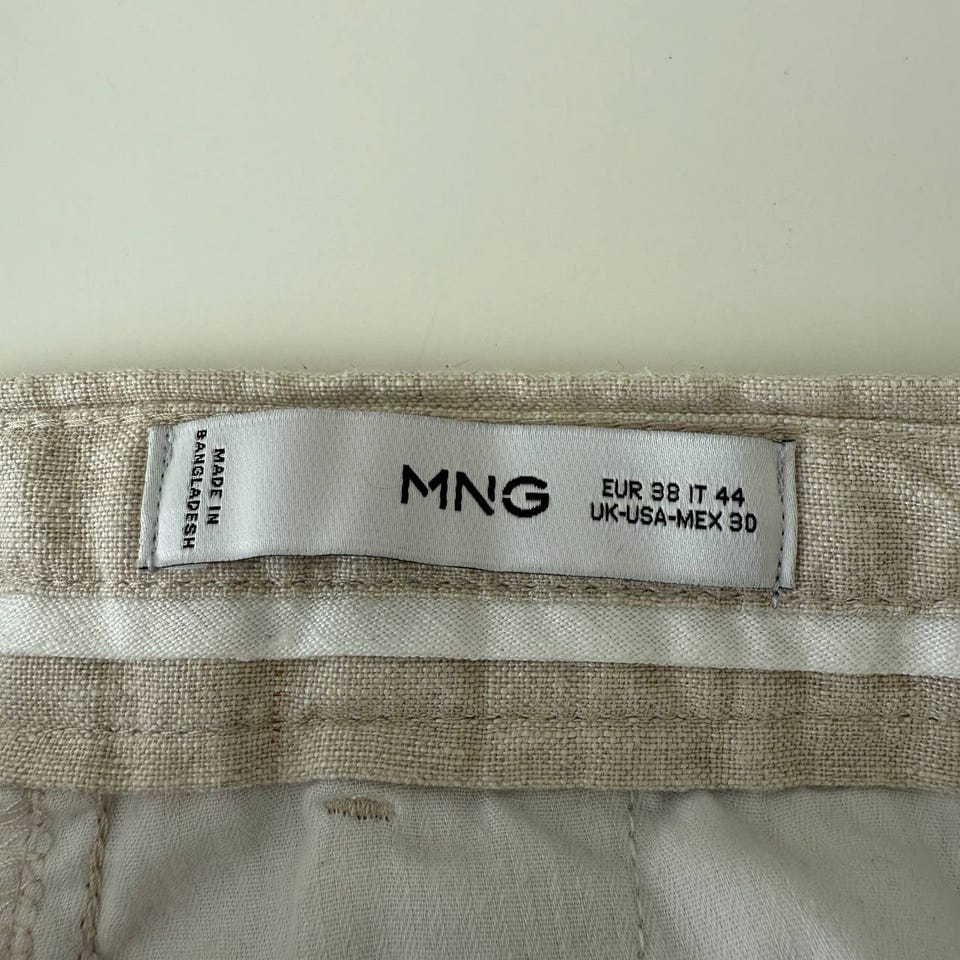 MADE IN
BANGLADESH
MNG
EUR 38 IT 44
UK-USA-MEX 30